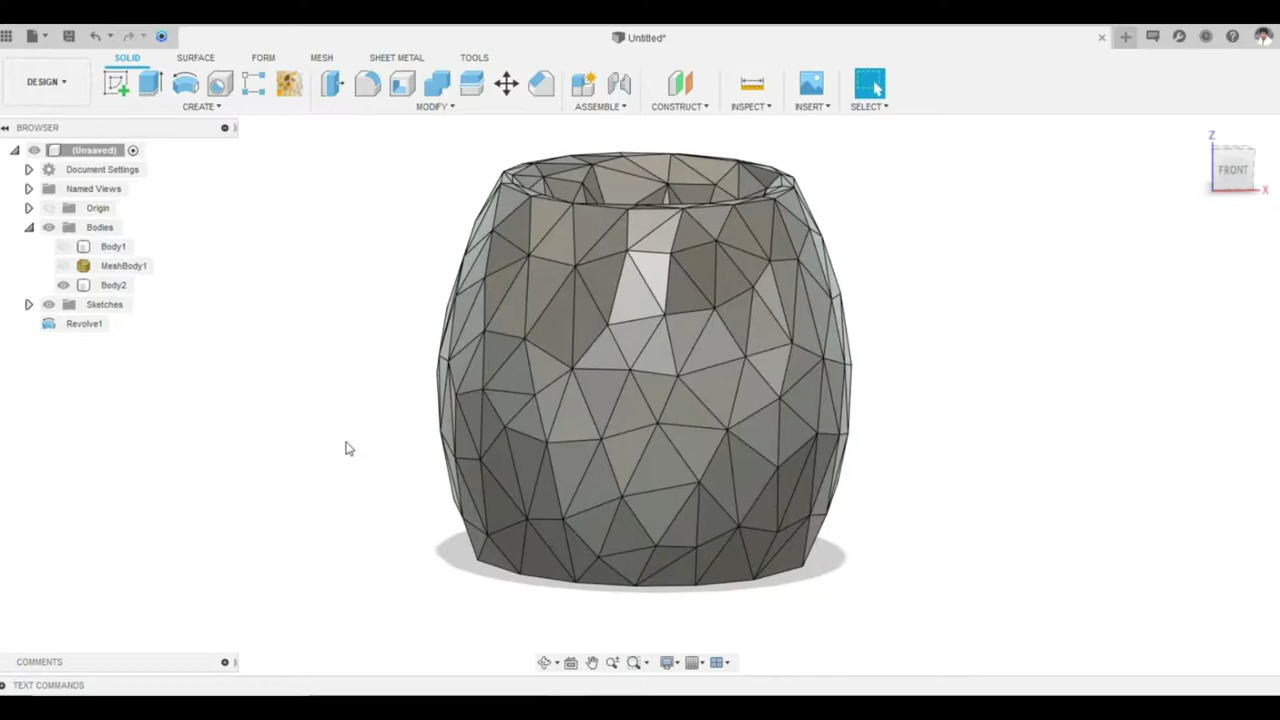 Untitled*
DESIGN
SOLID SURFACE FORM MESH SHEET METAL TOOLS
CREATE MODIFY ASSEMBLE CONSTRUCT INSPECT INSERT SELECT
BROWSER
(Unsaved)
Document Settings
Named Views
Origin
Bodies
Body1
MeshBody1
Body2
Sketches
Revolve1
Z
FRONT
X
COMMENTS
TEXT COMMANDS